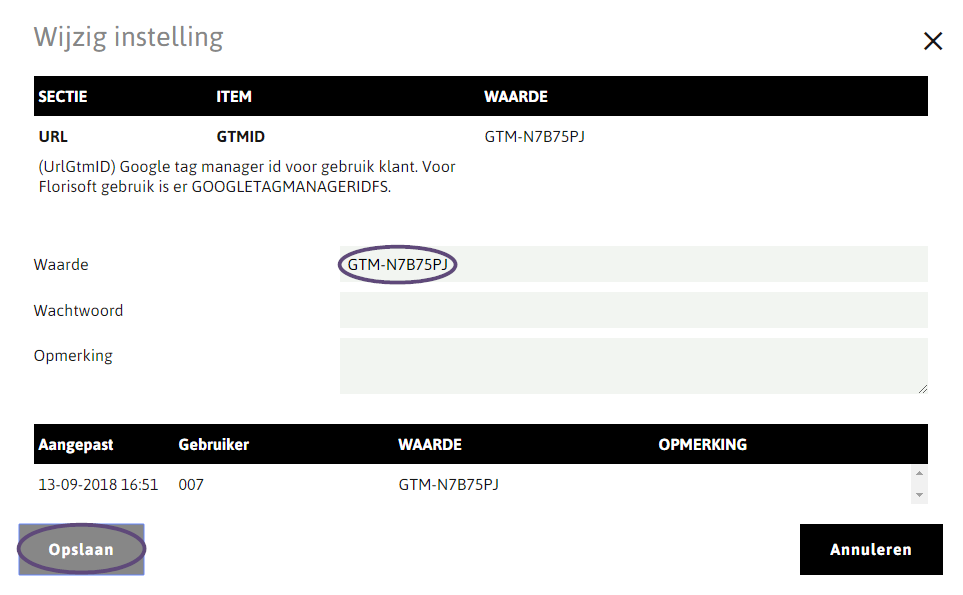 Wijzig instelling
SECTIE ITEM WAARDE
URL GTMID GTM-N7B75PJ
(UrlGtmID) Google tag manager id voor gebruik klant. Voor
Florisoft gebruik is er GOOGLETAGMANAGERIDFS.
Waarde GTM-N7B75PJ
Wachtwoord
Opmerking
Aangepast Gebruiker WAARDE OPMERKING
13-09-2018 16:51 007 GTM-N7B75PJ
Opslaan Annuleren